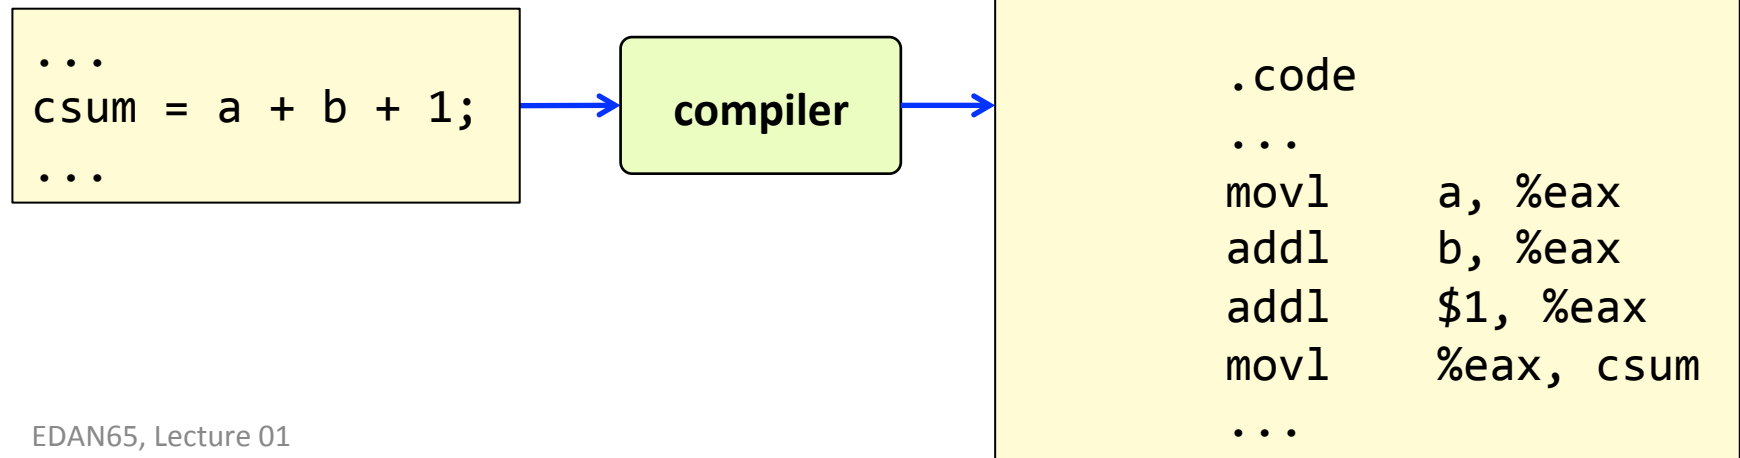 ...
csum = a + b + 1;
...
compiler
.code
...
movl a, %eax
addl b, %eax
addl $1, %eax
movl %eax, csum
...
EDAN65, Lecture 01